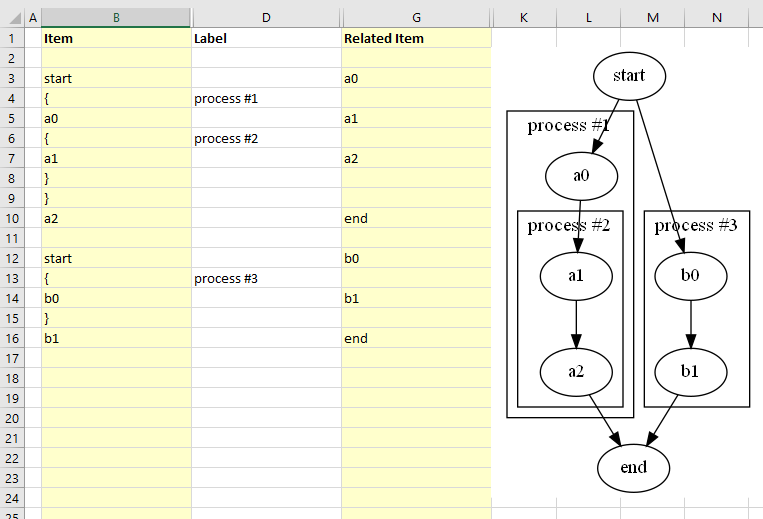 A B D G K L M N
1 Item Label Related Item
2
3 start a0
4 { process #1
5 a0 a1
6 { process #2
7 a1 a2
8 }
9 }
10 a2 end
11
12 start b0
13 { process #3
14 b0 b1
15 }
16 b1 end
17
18
19
20
21
22
23
24
25
start
process #1
a0
process #2 process #3
a1 b0
a2 b1
end